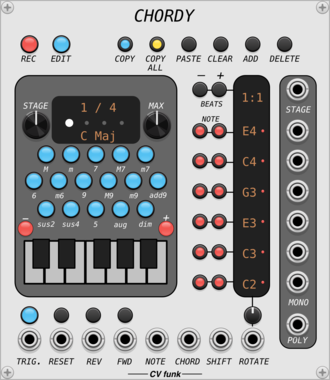 CHORDY
REC EDIT COPY COPY ALL PASTE CLEAR ADD DELETE
STAGE 1 / 4 MAX
C Maj
M m 7 M7 m7
6 m6 9 M9 m9 add9
sus2 sus4 5 aug dim
− +
− +
BEATS
1:1
NOTE
E4
C4
G3
E3
C3
C2
STAGE
MONO
POLY
TRIG. RESET REV FWD NOTE CHORD SHIFT ROTATE
CV funk